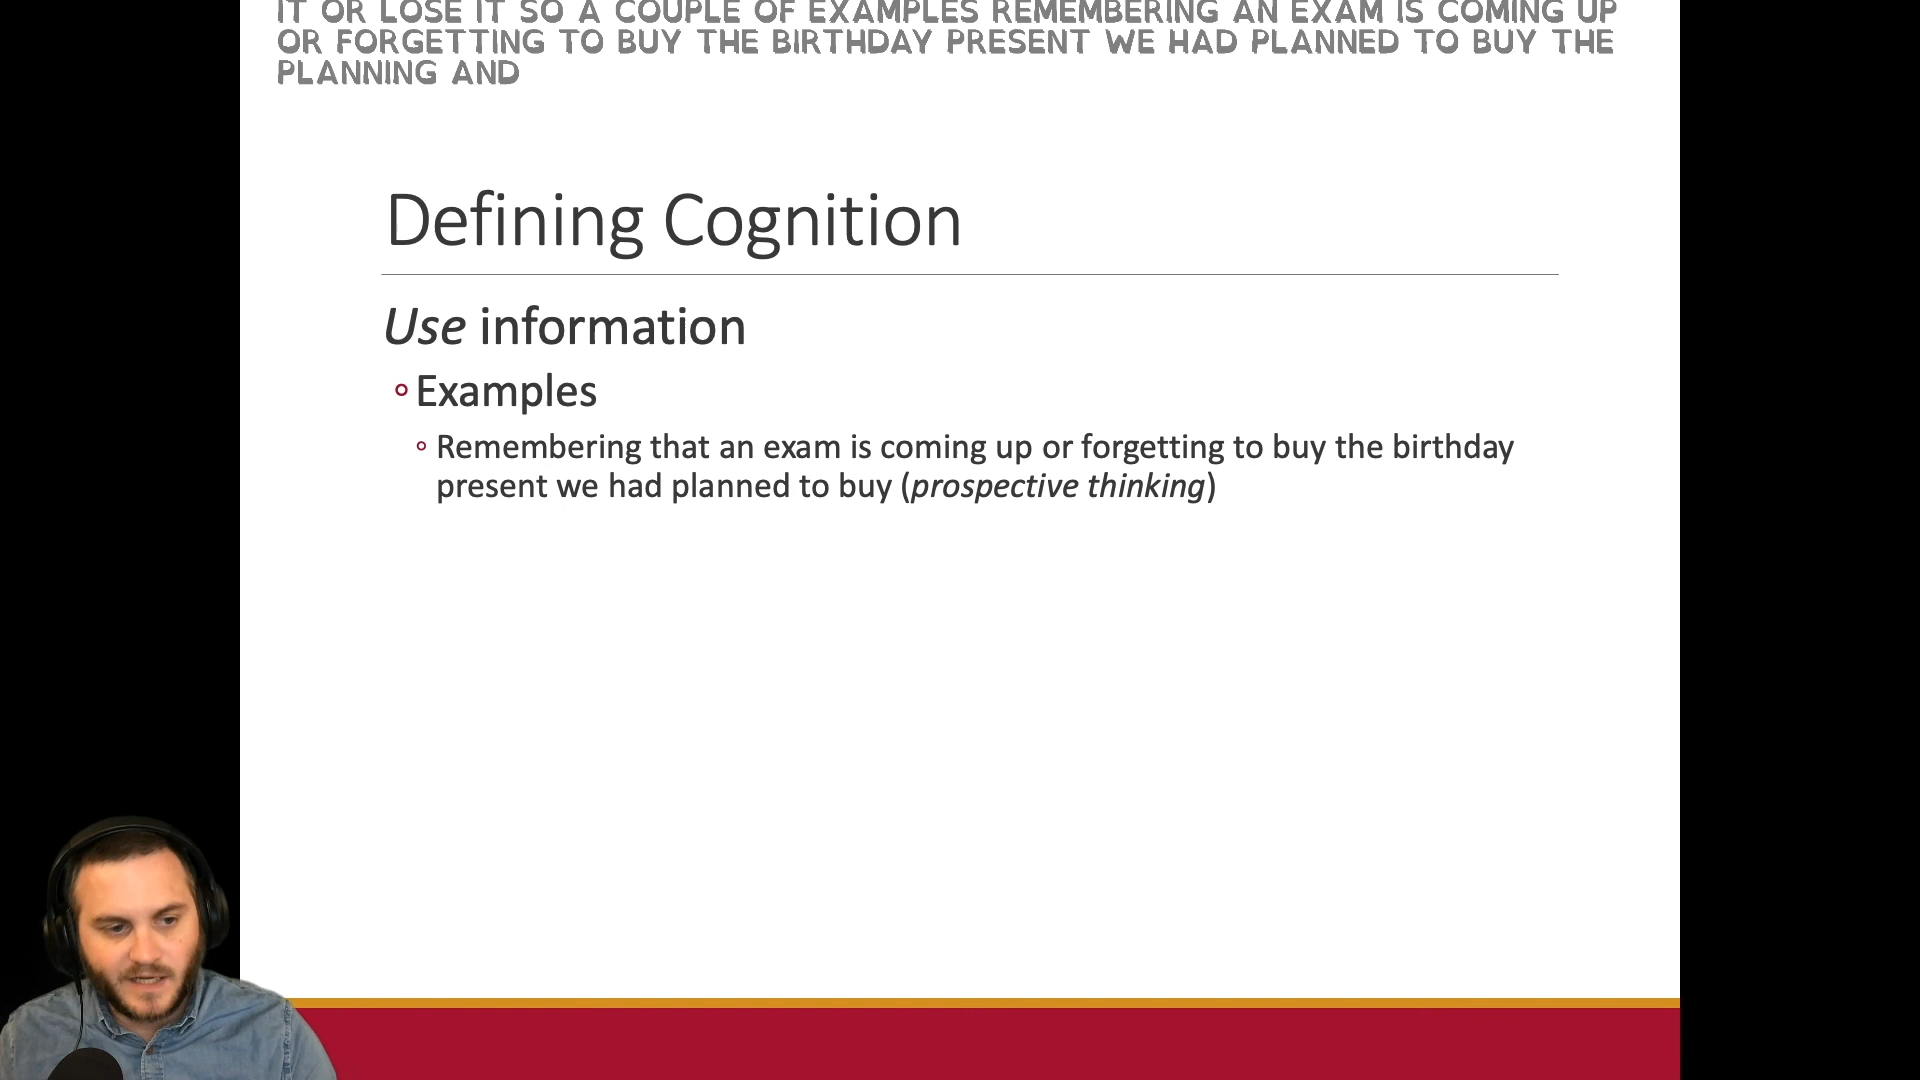 IT OR LOSE IT SO A COUPLE OF EXAMPLES REMEMBERING AN EXAM IS COMING UP
OR FORGETTING TO BUY THE BIRTHDAY PRESENT WE HAD PLANNED TO BUY THE
PLANNING AND
Defining Cognition
Use information
Examples
Remembering that an exam is coming up or forgetting to buy the birthday
present we had planned to buy (prospective thinking)